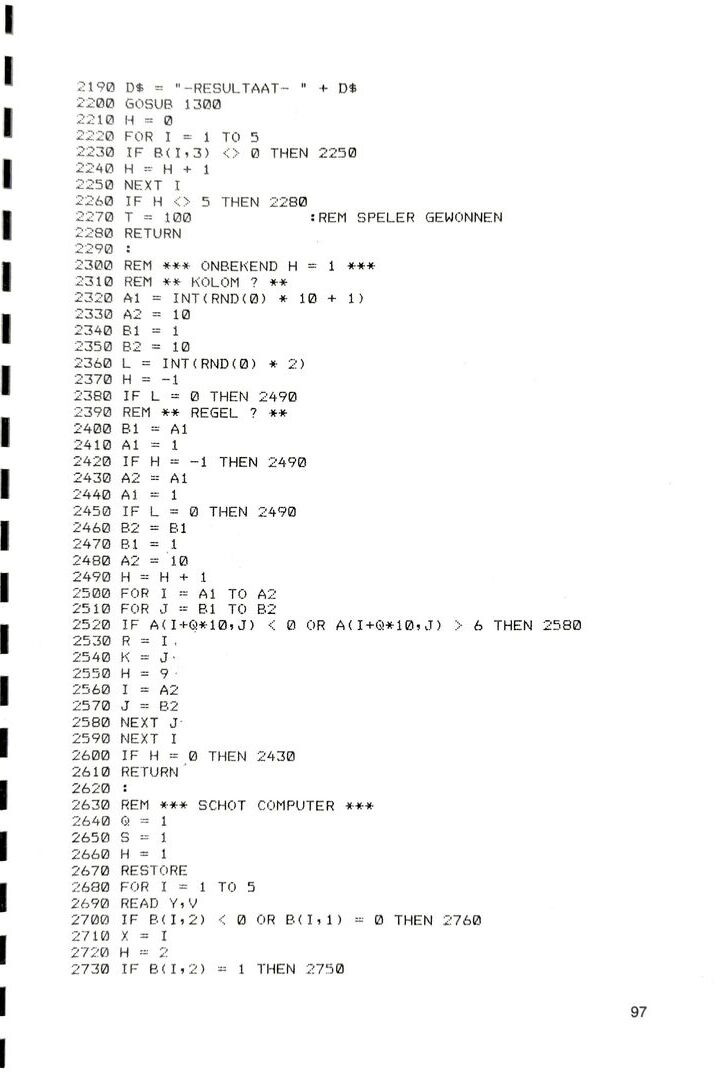 2190 D$ = "-RESULTAAT- " + D$
2200 GOSUB 1300
2210 H = 0
2220 FOR I = 1 TO 5
2230 IF B(I,3) <> 0 THEN 2250
2240 H = H + 1
2250 NEXT I
2260 IF H <> 5 THEN 2280
2270 T = 100 :REM SPELER GEWONNEN
2280 RETURN
2290 :
2300 REM *** ONBEKEND H = 1 ***
2310 REM ** KOLOM ? **
2320 A1 = INT(RND(0) * 10 + 1)
2330 A2 = 10
2340 B1 = 1
2350 B2 = 10
2360 L = INT(RND(0) * 2)
2370 H = -1
2380 IF L = 0 THEN 2490
2390 REM ** REGEL ? **
2400 B1 = A1
2410 A1 = 1
2420 IF H = -1 THEN 2490
2430 A2 = A1
2440 A1 = 1
2450 IF L = 0 THEN 2490
2460 B2 = B1
2470 B1 = 1
2480 A2 = 10
2490 H = H + 1
2500 FOR I = A1 TO A2
2510 FOR J = B1 TO B2
2520 IF A(I+Q*10,J) < 0 OR A(I+Q*10,J) > 6 THEN 2580
2530 R = I
2540 K = J
2550 H = 9
2560 I = A2
2570 J = B2
2580 NEXT J
2590 NEXT I
2600 IF H = 0 THEN 2430
2610 RETURN
2620 :
2630 REM *** SCHOT COMPUTER ***
2640 Q = 1
2650 S = 1
2660 H = 1
2670 RESTORE
2680 FOR I = 1 TO 5
2690 READ Y,V
2700 IF B(I,2) < 0 OR B(I,1) = 0 THEN 2760
2710 X = I
2720 H = 2
2730 IF B(I,2) = 1 THEN 2750
97